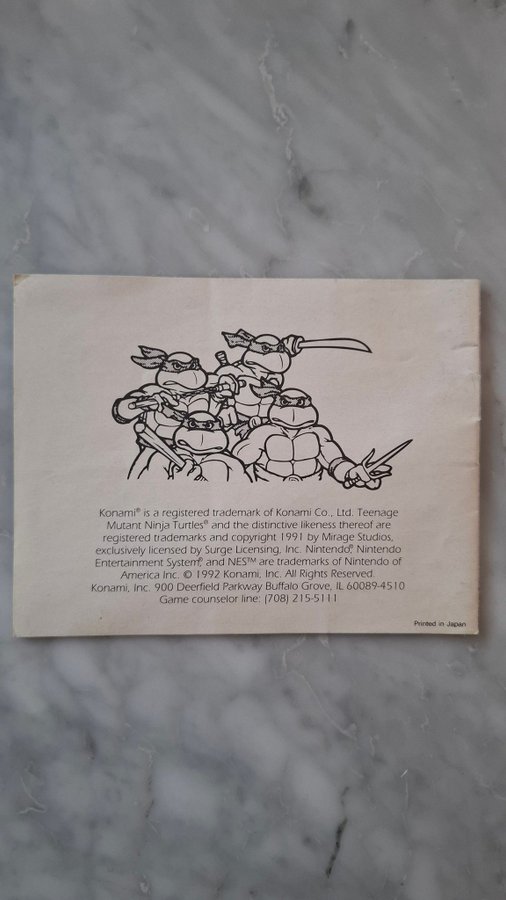 Konami® is a registered trademark of Konami Co., Ltd. Teenage
Mutant Ninja Turtles® and the distinctive likeness thereof are
registered trademarks and copyright 1991 by Mirage Studios,
exclusively licensed by Surge Licensing, Inc. Nintendo®, Nintendo
Entertainment System®, and NES™ are trademarks of Nintendo of
America Inc. © 1992 Konami, Inc. All Rights Reserved.
Konami, Inc. 900 Deerfield Parkway Buffalo Grove, IL 60089-4510
Game counselor line: (708) 215-5111
Printed in Japan